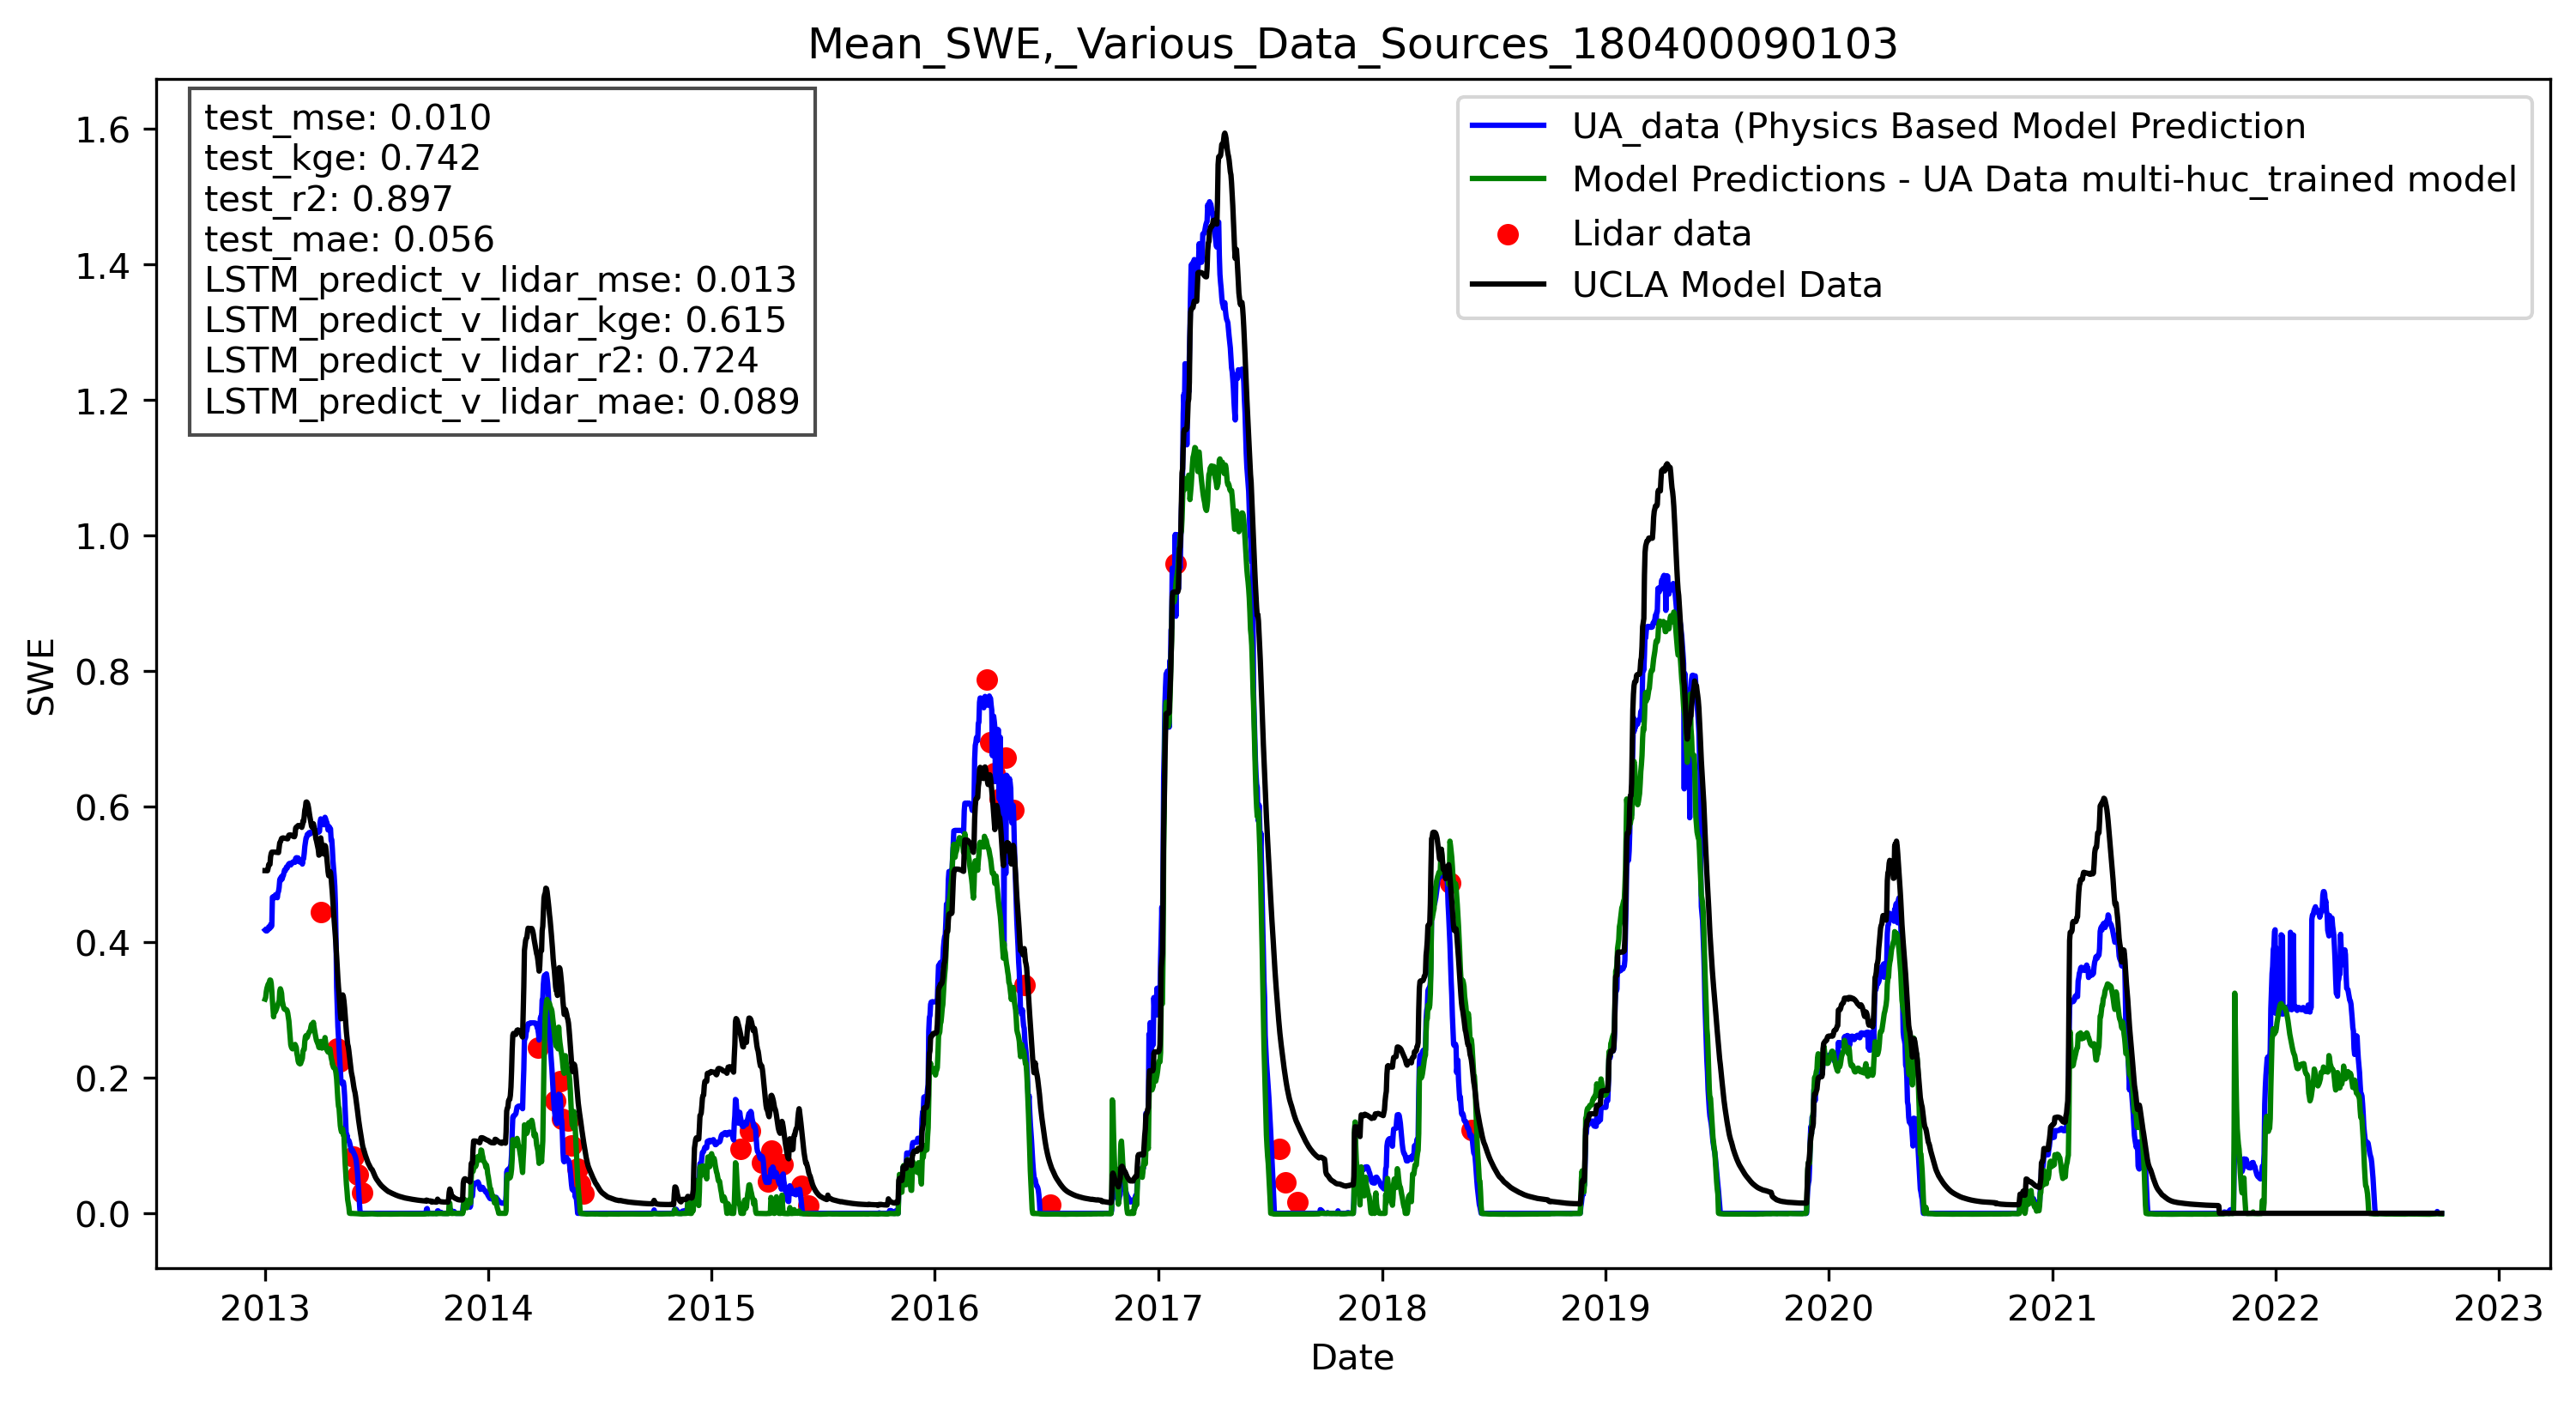 Mean_SWE,_Various_Data_Sources_180400090103
test_mse: 0.010
test_kge: 0.742
test_r2: 0.897
test_mae: 0.056
LSTM_predict_v_lidar_mse: 0.013
LSTM_predict_v_lidar_kge: 0.615
LSTM_predict_v_lidar_r2: 0.724
LSTM_predict_v_lidar_mae: 0.089
UA_data (Physics Based Model Prediction
Model Predictions - UA Data multi-huc_trained model
Lidar data
UCLA Model Data
1.6
1.4
1.2
1.0
0.8
0.6
0.4
0.2
0.0
SWE
2013 2014 2015 2016 2017 2018 2019 2020 2021 2022 2023
Date